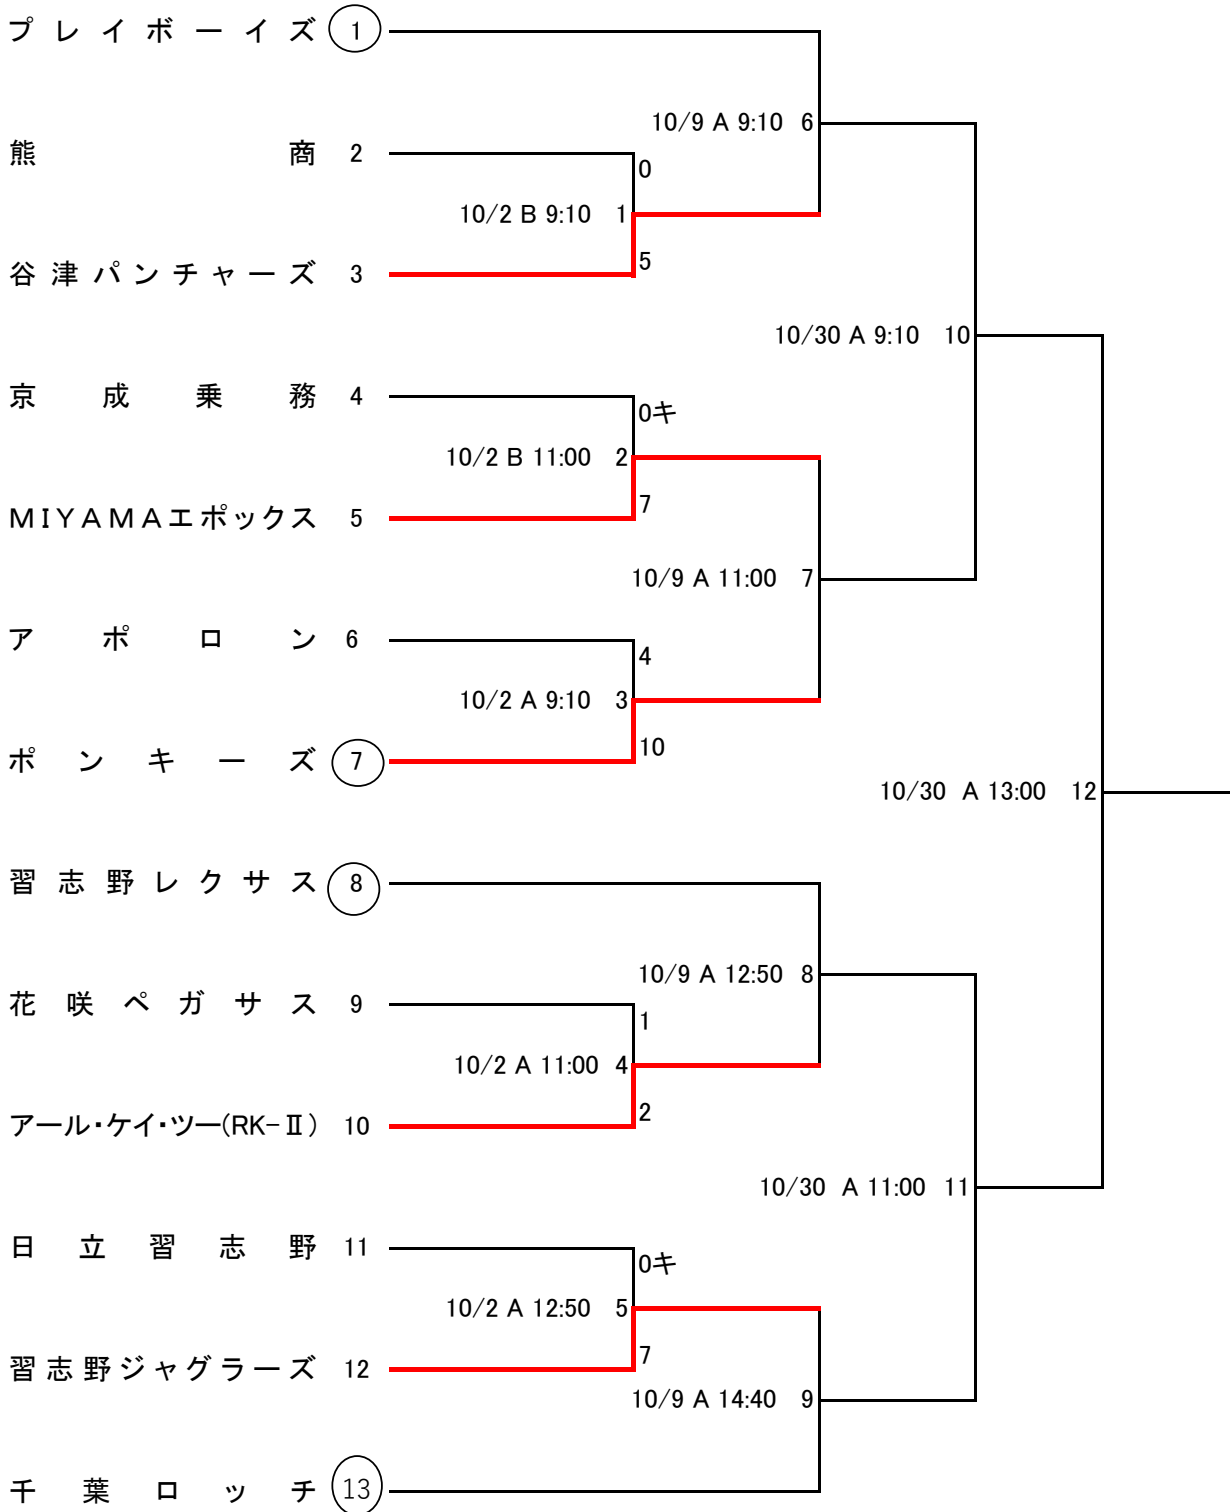 プレイボーイズ 1
10/9 A 9:10 6
熊商 2
0
10/2 B 9:10 1
5
谷津パンチャーズ 3
10/30 A 9:10 10
京成乗務 4
0キ
10/2 B 11:00 2
7
MIYAMAエポックス 5
10/9 A 11:00 7
アポロン 6
4
10/2 A 9:10 3
10
ポンキーズ 7
10/30 A 13:00 12
習志野レクサス 8
10/9 A 12:50 8
花咲ペガサス 9
1
10/2 A 11:00 4
2
アール・ケイ・ツー(RK-Ⅱ) 10
10/30 A 11:00 11
日立習志野 11
0キ
10/2 A 12:50 5
7
習志野ジャグラーズ 12
10/9 A 14:40 9
千葉ロッチ 13